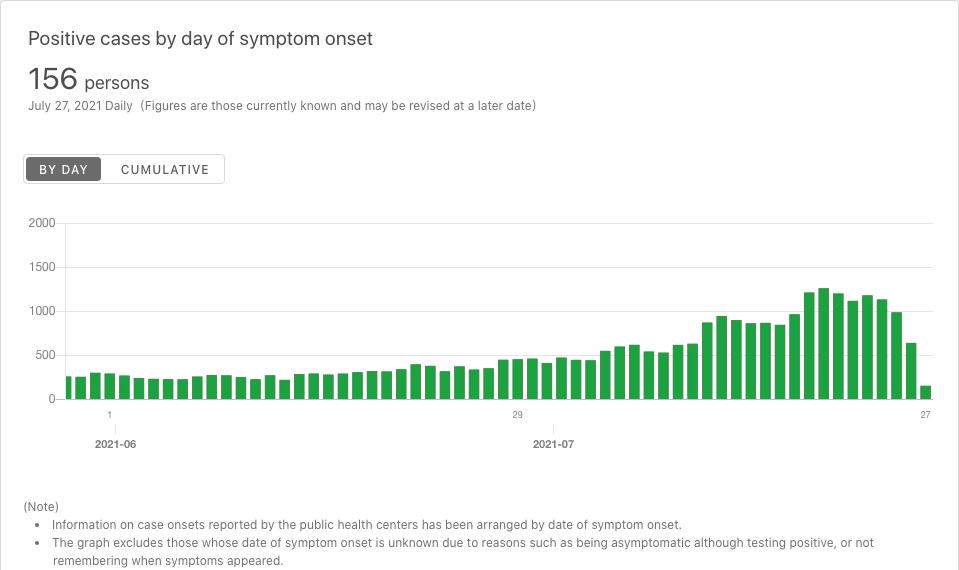 Positive cases by day of symptom onset
156 persons
July 27, 2021 Daily (Figures are those currently known and may be revised at a later date)
BY DAY CUMULATIVE
2000
1500
1000
500
0
1 29 27
2021-06 2021-07
(Note)
• Information on case onsets reported by the public health centers has been arranged by date of symptom onset.
• The graph excludes those whose date of symptom onset is unknown due to reasons such as being asymptomatic although testing positive, or not
remembering when symptoms appeared.